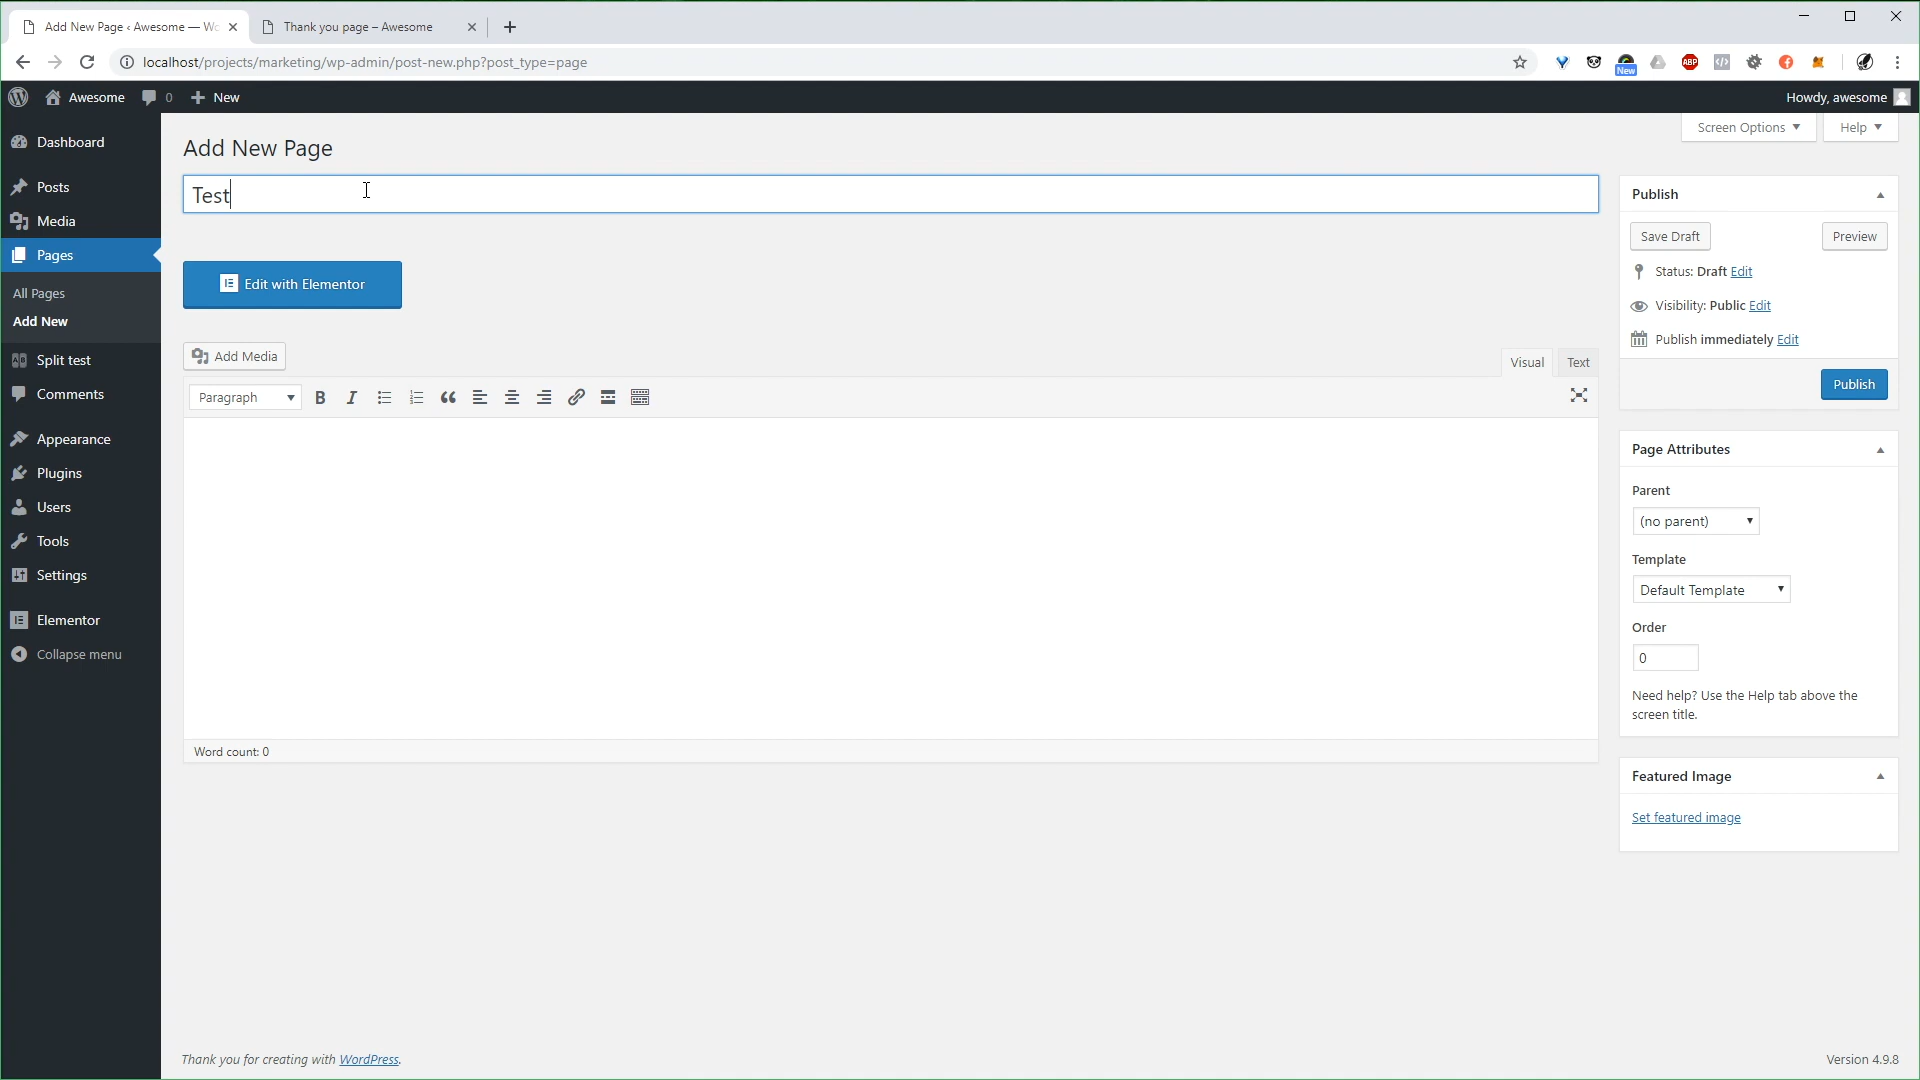 Add New Page ‹ Awesome — Wo
Thank you page – Awesome
localhost/projects/marketing/wp-admin/post-new.php?post_type=page
New
ABP
Awesome
0
New
Howdy, awesome
Dashboard
Posts
Media
Pages
All Pages
Add New
Split test
Comments
Appearance
Plugins
Users
Tools
Settings
Elementor
Collapse menu
Screen Options
Help
Add New Page
Test
Edit with Elementor
Add Media
Visual
Text
Paragraph
Word count: 0
Publish
Save Draft
Preview
Status: Draft Edit
Visibility: Public Edit
Publish immediately Edit
Publish
Page Attributes
Parent
(no parent)
Template
Default Template
Order
0
Need help? Use the Help tab above the
screen title.
Featured Image
Set featured image
Thank you for creating with WordPress.
Version 4.9.8